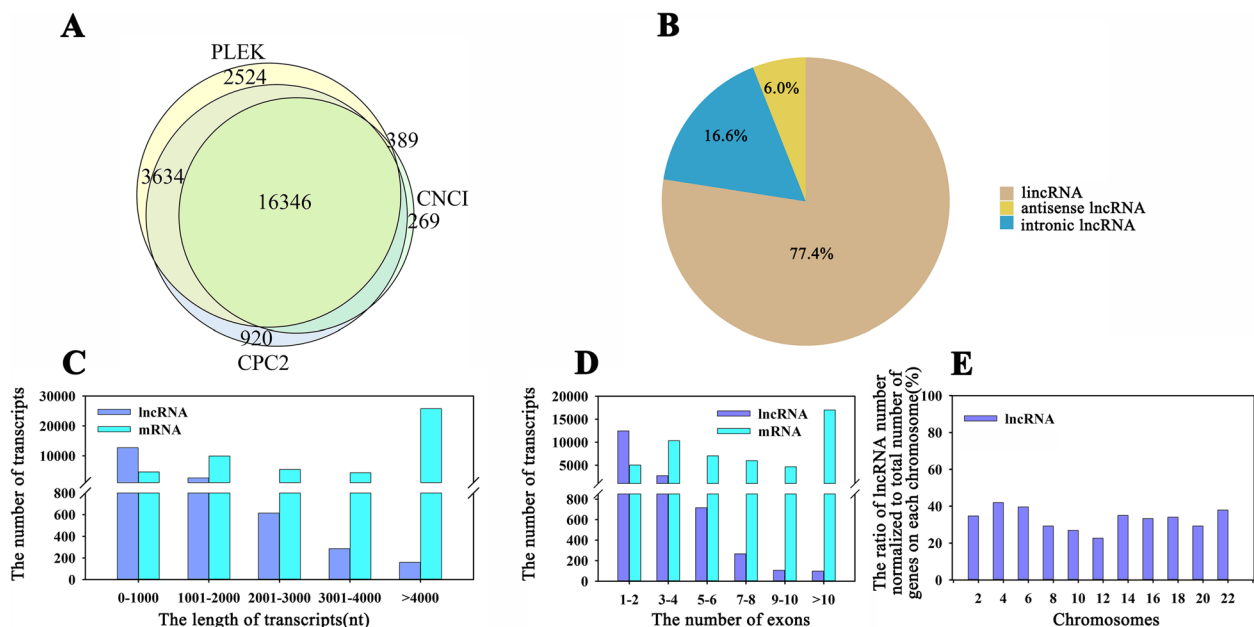 A
PLEK
2524
389
3634
16346
CNCI
269
920
CPC2
B
6.0%
16.6%
77.4%
lincRNA
antisense lncRNA
intronic lncRNA
C
The number of transcripts
30000
20000
10000
800
600
400
200
0
lncRNA
mRNA
0-1000
1001-2000
2001-3000
3001-4000
>4000
The length of transcripts(nt)
D
The number of transcripts
20000
15000
10000
5000
800
600
400
200
0
lncRNA
mRNA
1-2
3-4
5-6
7-8
9-10
>10
The number of exons
E
The ratio of lncRNA number
normalized to total number of
genes on each chromosome(%)
100
80
60
40
20
0
lncRNA
2
4
6
8
10
12
14
16
18
20
22
Chromosomes